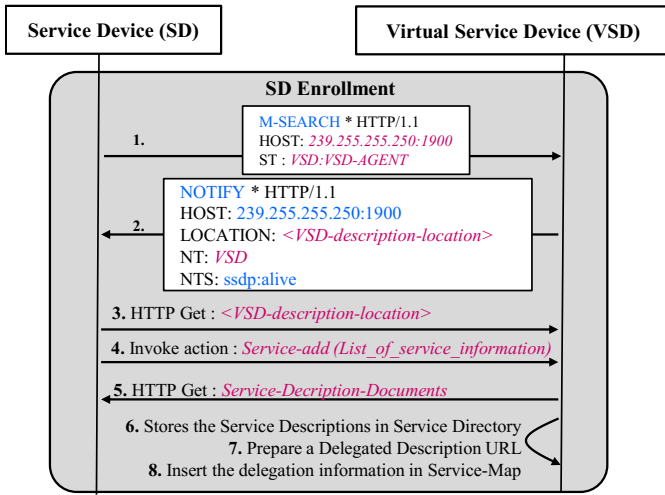 Service Device (SD)
Virtual Service Device (VSD)
SD Enrollment
1.
M-SEARCH * HTTP/1.1
HOST: 239.255.255.250:1900
ST : VSD:VSD-AGENT
2.
NOTIFY * HTTP/1.1
HOST: 239.255.255.250:1900
LOCATION: <VSD-description-location>
NT: VSD
NTS: ssdp:alive
3. HTTP Get : <VSD-description-location>
4. Invoke action : Service-add (List_of_service_information)
5. HTTP Get : Service-Decription-Documents
6. Stores the Service Descriptions in Service Directory
7. Prepare a Delegated Description URL
8. Insert the delegation information in Service-Map